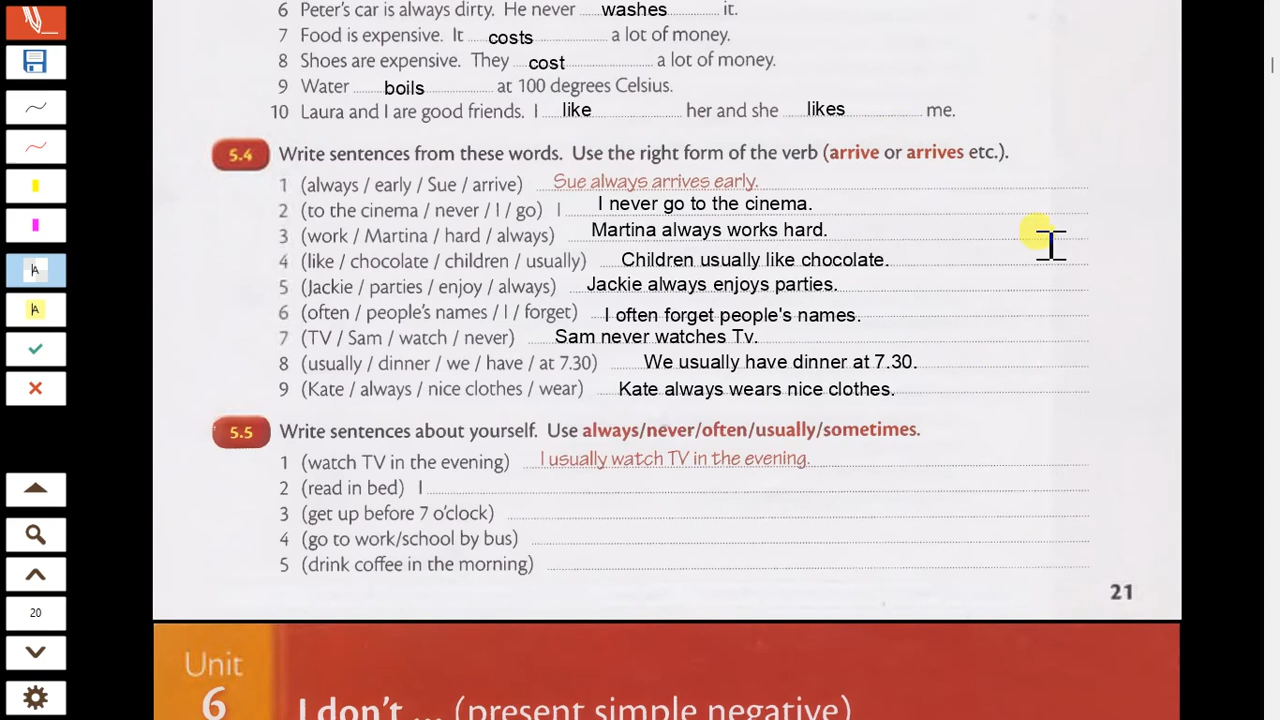 6 Peter's car is always dirty. He never washes it.
7 Food is expensive. It costs a lot of money.
8 Shoes are expensive. They cost a lot of money.
9 Water boils at 100 degrees Celsius.
10 Laura and I are good friends. I like her and she likes me.
5.4 Write sentences from these words. Use the right form of the verb (arrive or arrives etc.).
1 (always / early / Sue / arrive) Sue always arrives early.
2 (to the cinema / never / I / go) I I never go to the cinema.
3 (work / Martina / hard / always) Martina always works hard.
4 (like / chocolate / children / usually) Children usually like chocolate.
5 (Jackie / parties / enjoy / always) Jackie always enjoys parties.
6 (often / people's names / I / forget) I often forget people's names.
7 (TV / Sam / watch / never) Sam never watches Tv.
8 (usually / dinner / we / have / at 7.30) We usually have dinner at 7.30.
9 (Kate / always / nice clothes / wear) Kate always wears nice clothes.
5.5 Write sentences about yourself. Use always/never/often/usually/sometimes.
1 (watch TV in the evening) I usually watch TV in the evening.
2 (read in bed) I
3 (get up before 7 o'clock)
4 (go to work/school by bus)
5 (drink coffee in the morning)
21
20
Unit
6
I don't ... (present simple negative)